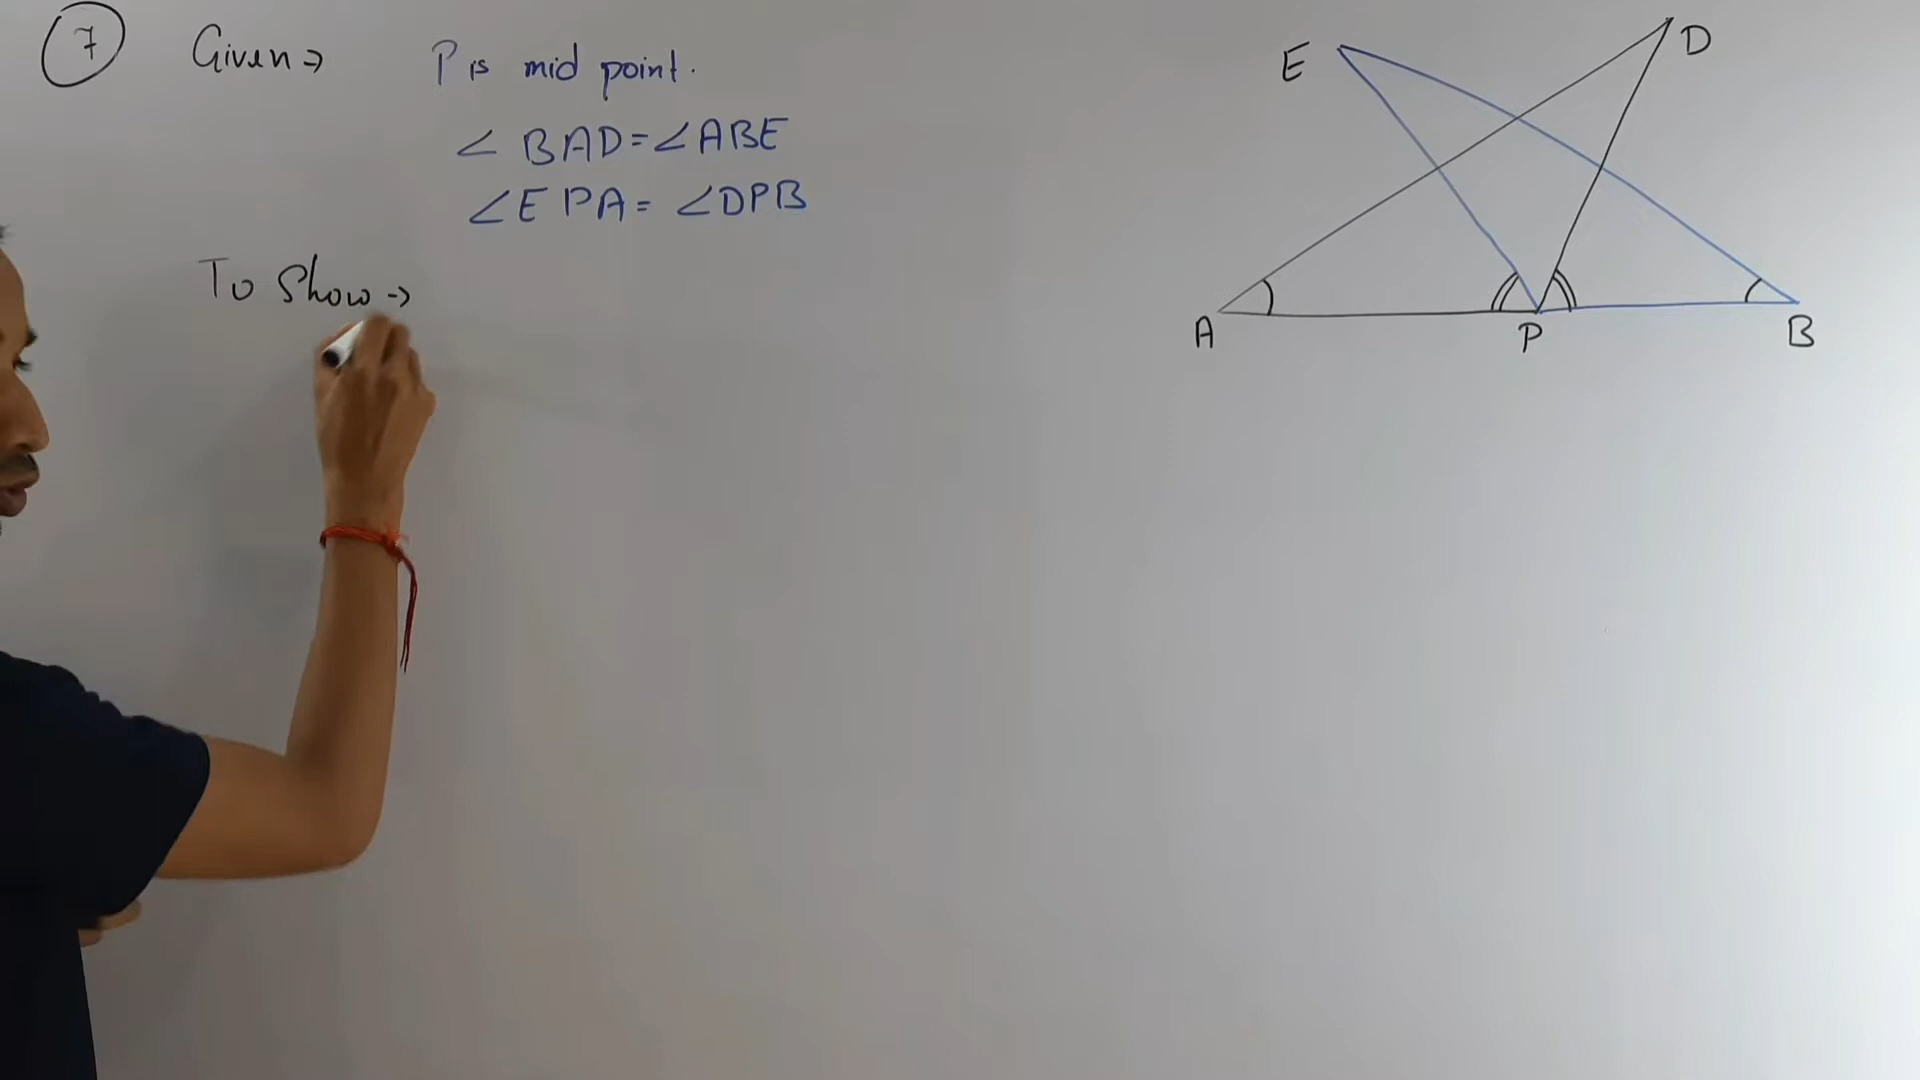 7 Given ⇒ P is mid point.
∠ BAD = ∠ABE
∠EPA = ∠DPB
To Show →
E D
A P B